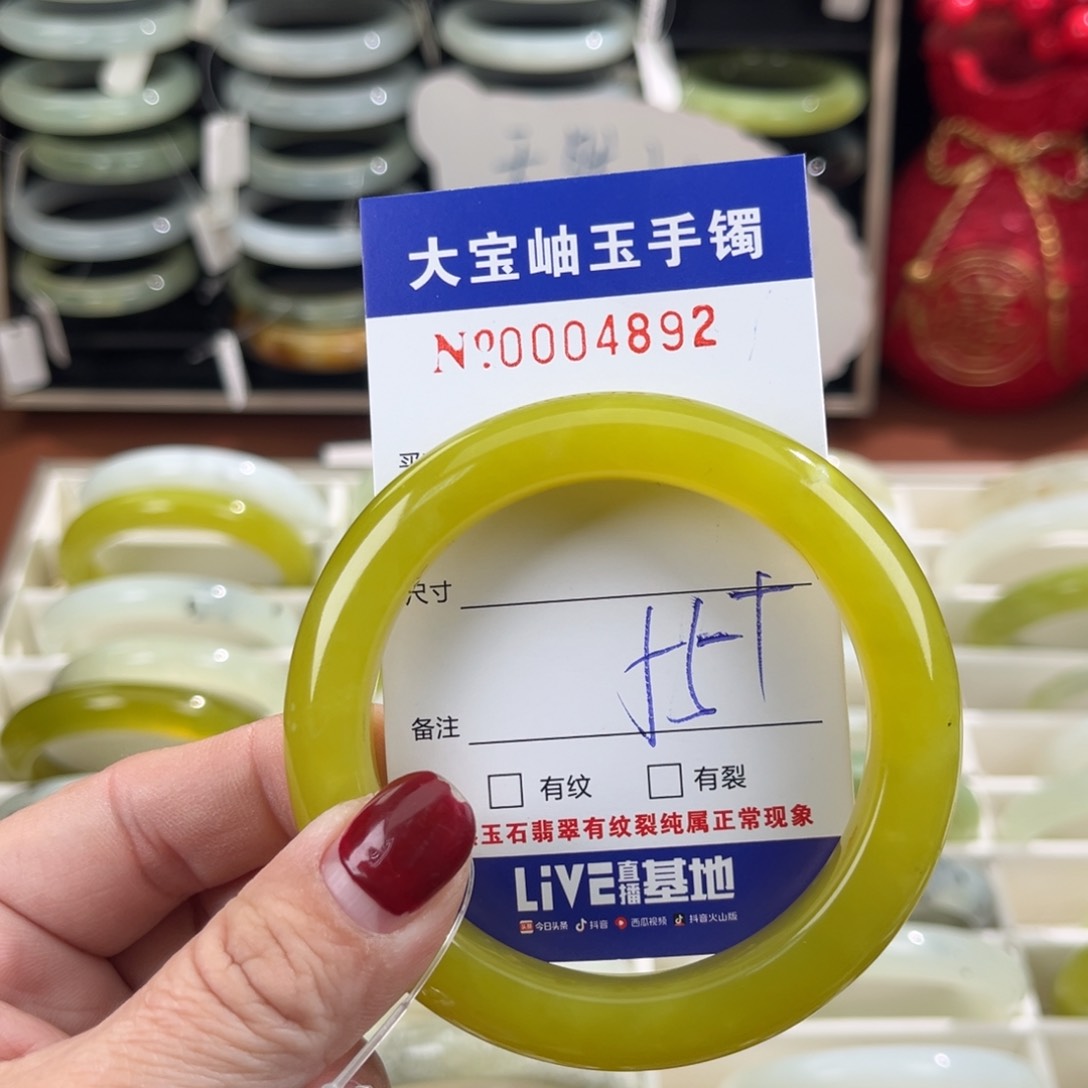 大宝岫玉手镯
Nº0004892
买
尺寸
备注
有纹 有裂
玉石翡翠有纹裂纯属正常现象
LiVE直播基地
今日头条 抖音 西瓜视频 抖音火山版